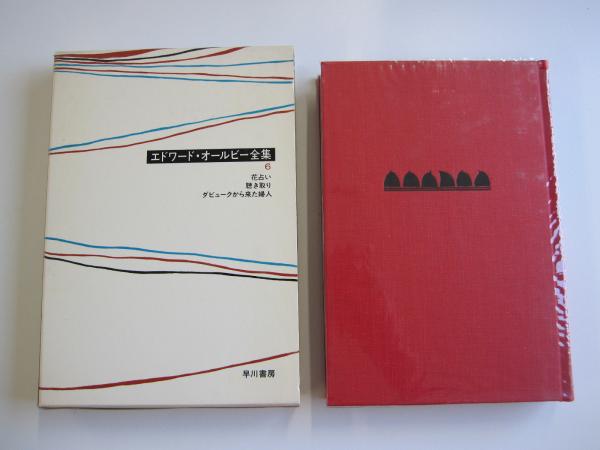 エドワード・オールビー全集
6
花占い
聴き取り
ダビュークから来た婦人
早川書房